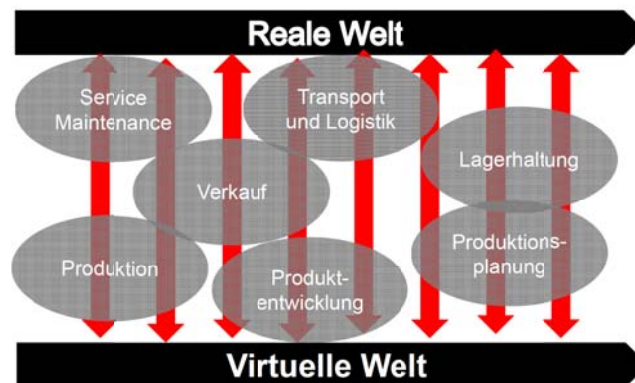 Reale Welt
Service
Maintenance
Transport
und Logistik
Lagerhaltung
Verkauf
Produktion
Produkt-
entwicklung
Produktions-
planung
Virtuelle Welt